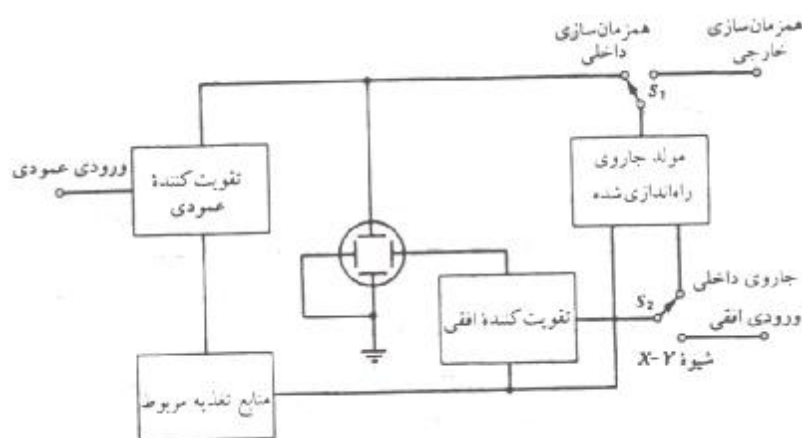 همزمان‌سازی
خارجی
همزمان‌سازی
داخلی
S₁
ورودی عمودی
تقویت کنندهٔ
عمودی
مولد جاروی
راه‌اندازی شده
جاروی داخلی
S₂
تقویت کنندهٔ افقی
ورودی افقی
شیوهٔ X-Y
منابع تغذیه مربوط